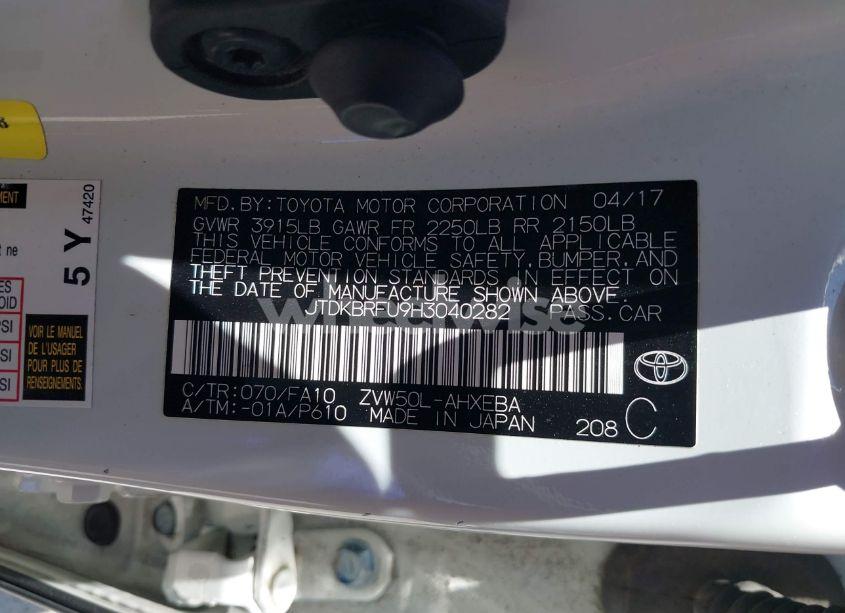 MFD.BY:TOYOTA MOTOR CORPORATION 04/17
GVWR 3915LB GAWR FR 2250LB RR 2150LB
THIS VEHICLE CONFORMS TO ALL APPLICABLE
FEDERAL MOTOR VEHICLE SAFETY, BUMPER, AND
THEFT PREVENTION STANDARDS IN EFFECT ON
THE DATE OF MANUFACTURE SHOWN ABOVE.
JTDKBRFU9H3040282 PASS.CAR
wheelwise
C/TR:070/FA10 ZVW50L-AHXEBA
A/TM:-01A/P610 MADE IN JAPAN
208 C
5 Y
47420
VOIR LE MANUEL
DE L'USAGER
POUR PLUS DE
RENSEIGNEMENTS.